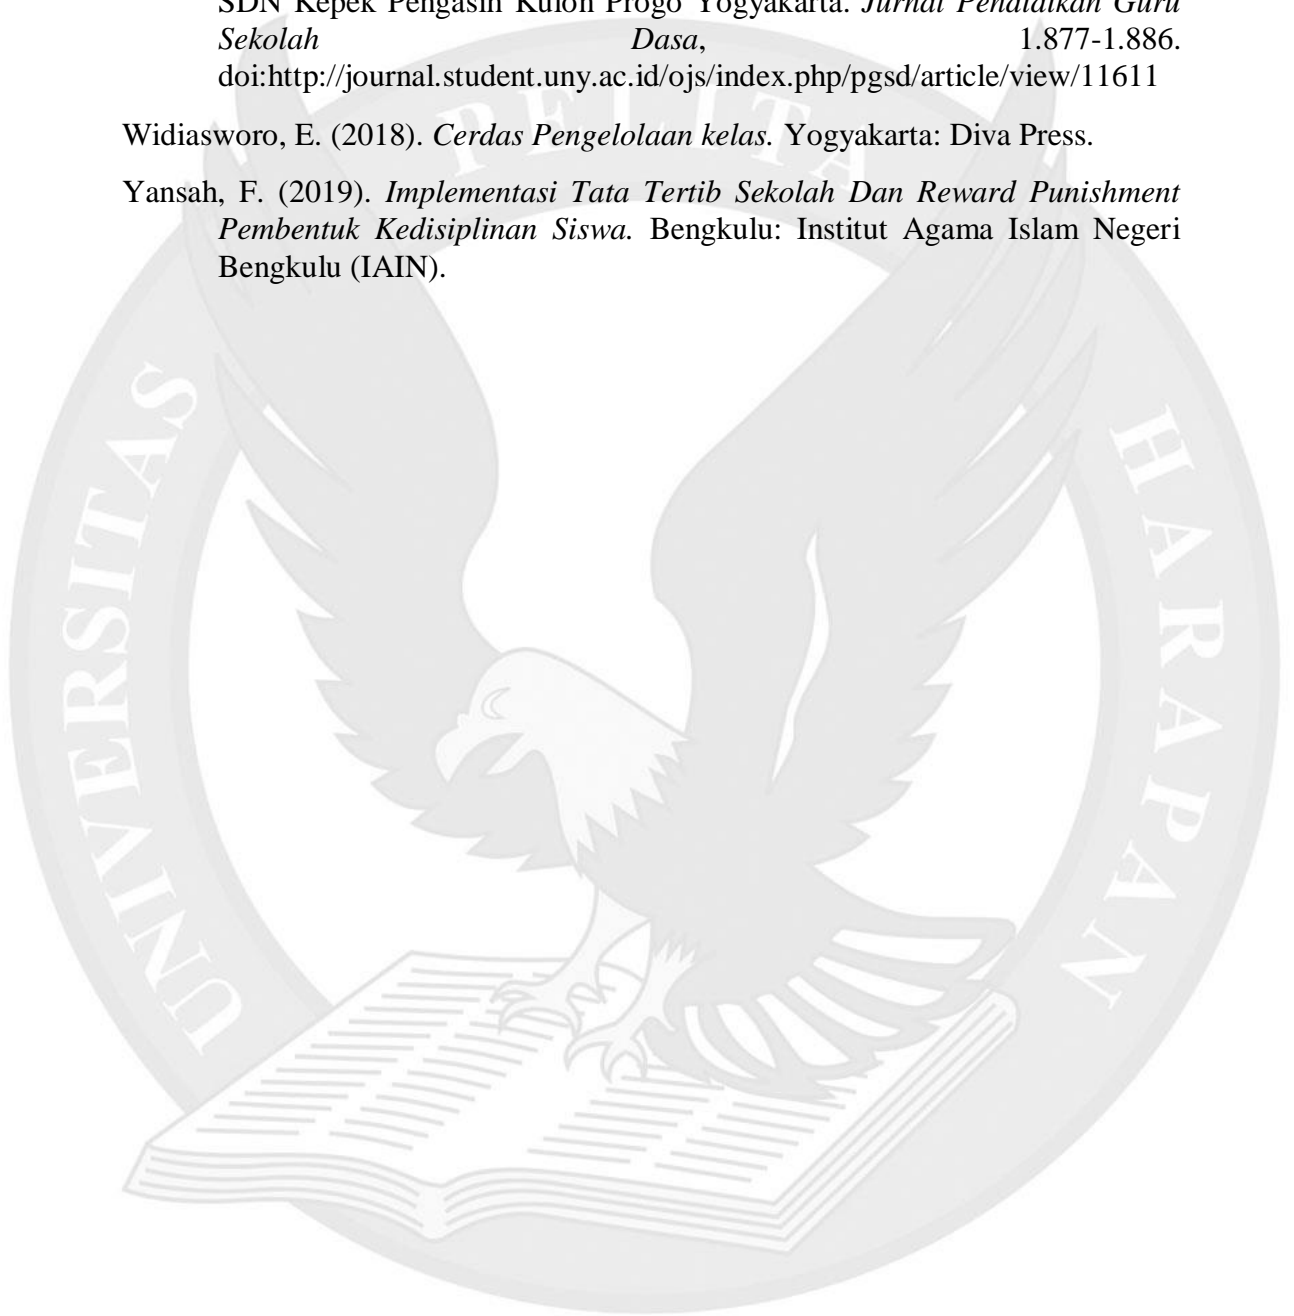 SDN Kepek Pengasih Kulon Progo Yogyakarta. Jurnal Pendidikan Guru
Sekolah Dasa, 1.877-1.886.
doi:http://journal.student.uny.ac.id/ojs/index.php/pgsd/article/view/11611
Widiasworo, E. (2018). Cerdas Pengelolaan kelas. Yogyakarta: Diva Press.
Yansah, F. (2019). Implementasi Tata Tertib Sekolah Dan Reward Punishment
Pembentuk Kedisiplinan Siswa. Bengkulu: Institut Agama Islam Negeri
Bengkulu (IAIN).
UNIVERSITAS
PELITA
HARAPAN